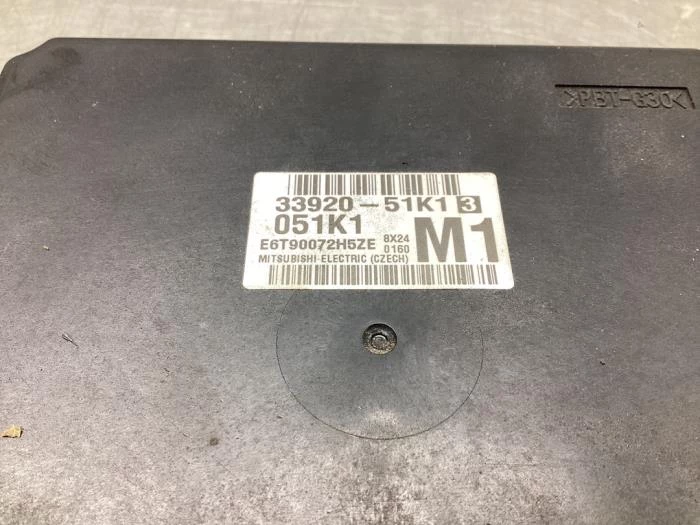 >PBT-G30<
33920-51K1 3
051K1
E6T90072H5ZE 8X24
0160
M1
MITSUBISHI ELECTRIC (CZECH)